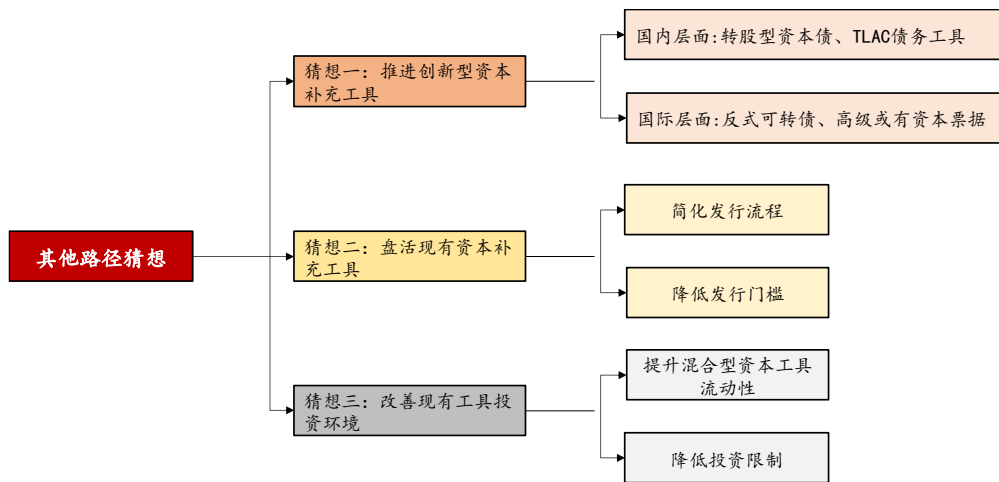 其他路径猜想
猜想一：推进创新型资本
补充工具
国内层面:转股型资本债、TLAC债务工具
国际层面:反式可转债、高级或有资本票据
猜想二：盘活现有资本补
充工具
简化发行流程
降低发行门槛
猜想三：改善现有工具投
资环境
提升混合型资本工具
流动性
降低投资限制